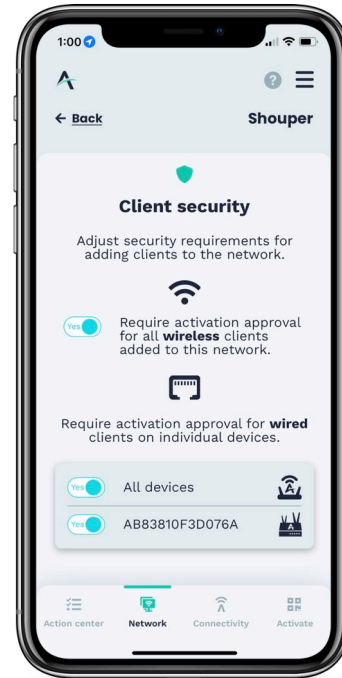 1:00
? 
← Back
Shouper
Client security
Adjust security requirements for
adding clients to the network.
Yes
Require activation approval
for all wireless clients
added to this network.
Require activation approval for wired
clients on individual devices.
Yes
All devices
Yes
AB83810F3D076A
Action center
Network
Connectivity
Activate